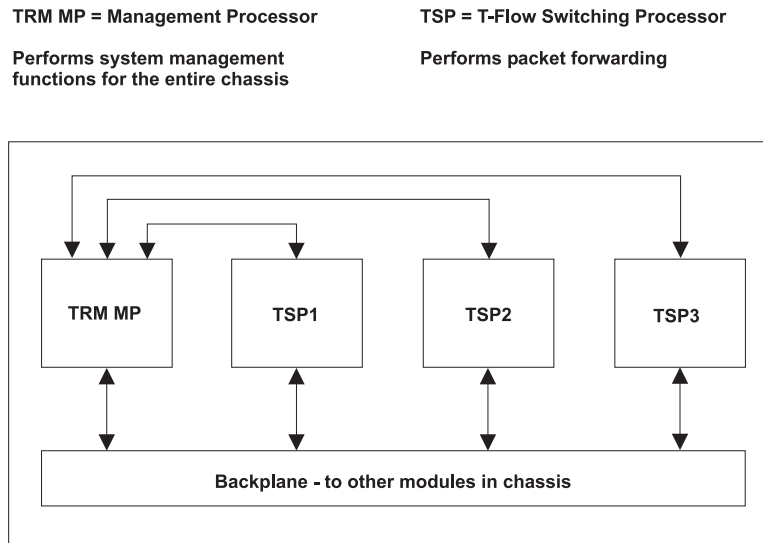 TRM MP = Management Processor
Performs system management
functions for the entire chassis
TSP = T-Flow Switching Processor
Performs packet forwarding
TRM MP
TSP1
TSP2
TSP3
Backplane - to other modules in chassis